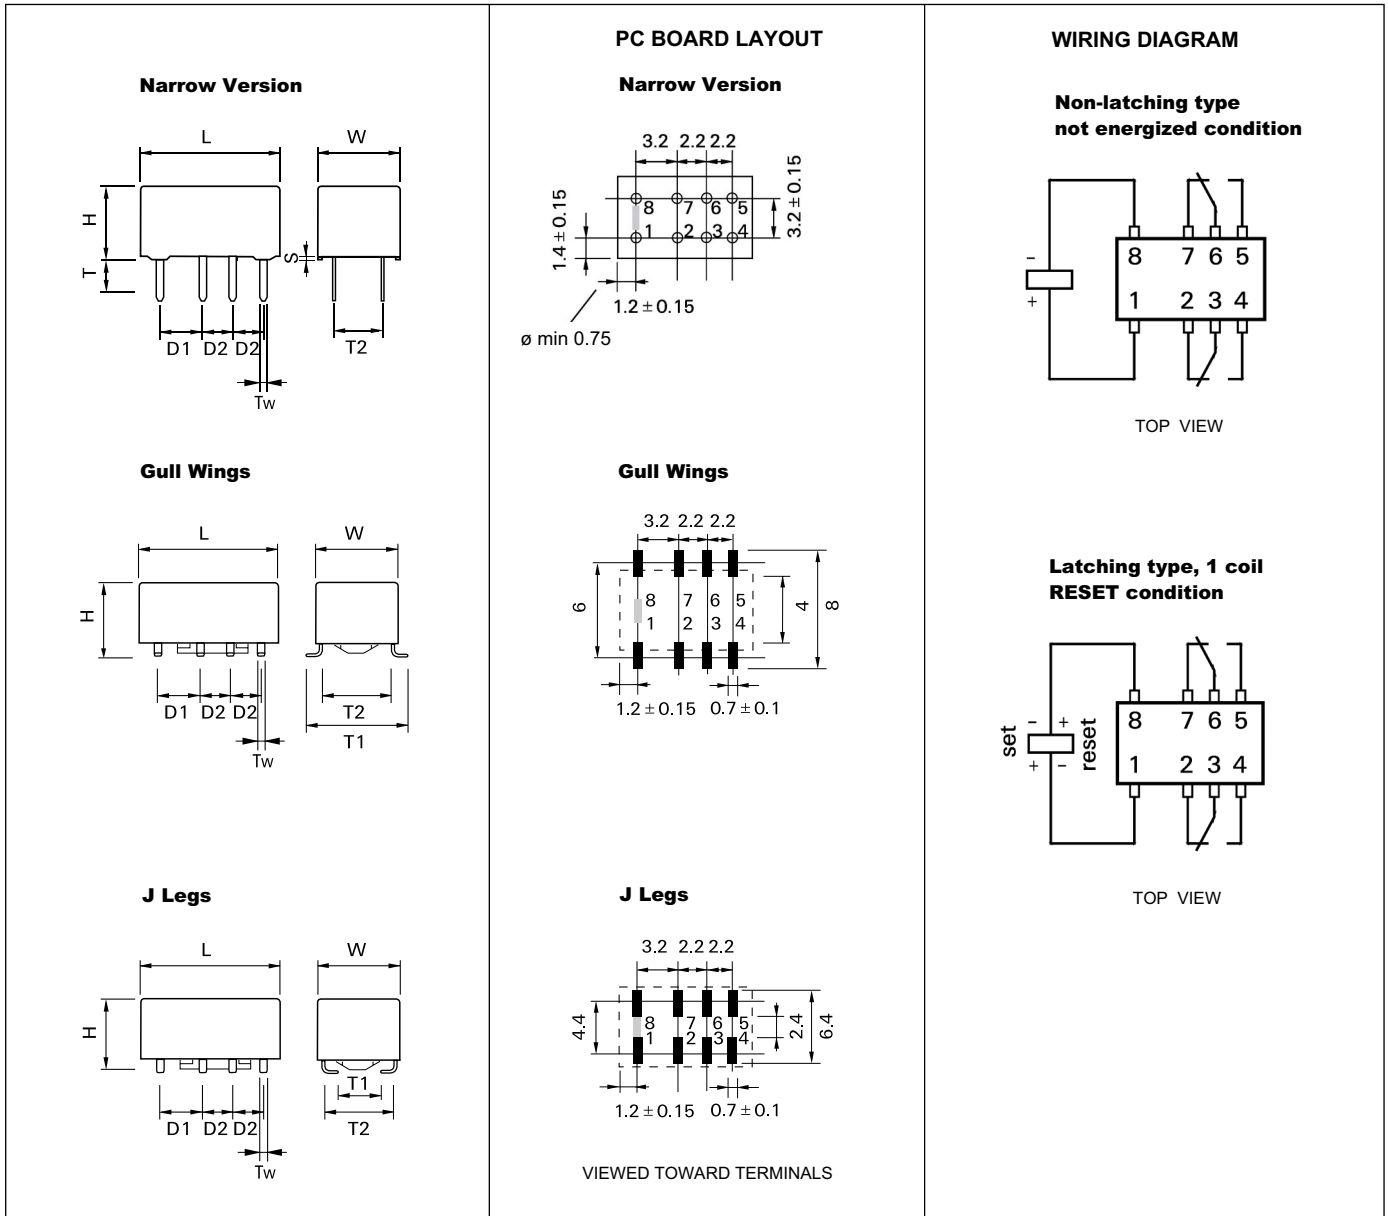 Narrow Version
L
W
H
T
S
D1 D2 D2
T2
Tw
Gull Wings
L
W
H
D1 D2 D2
T2
T1
Tw
J Legs
L
W
H
T1
D1 D2 D2
T2
Tw
PC BOARD LAYOUT
Narrow Version
3.2 2.2 2.2
8 7 6 5
1 2 3 4
1.4 ± 0.15
3.2 ± 0.15
1.2 ± 0.15
ø min 0.75
Gull Wings
3.2 2.2 2.2
6
8 7 6 5
1 2 3 4
4
8
1.2 ± 0.15 0.7 ± 0.1
J Legs
3.2 2.2 2.2
4.4
8 7 6 5
1 2 3 4
2.4
6.4
1.2 ± 0.15 0.7 ± 0.1
VIEWED TOWARD TERMINALS
WIRING DIAGRAM
Non-latching type
not energized condition
–
+
8 7 6 5
1 2 3 4
TOP VIEW
Latching type, 1 coil
RESET condition
set
– +
+ –
reset
8 7 6 5
1 2 3 4
TOP VIEW